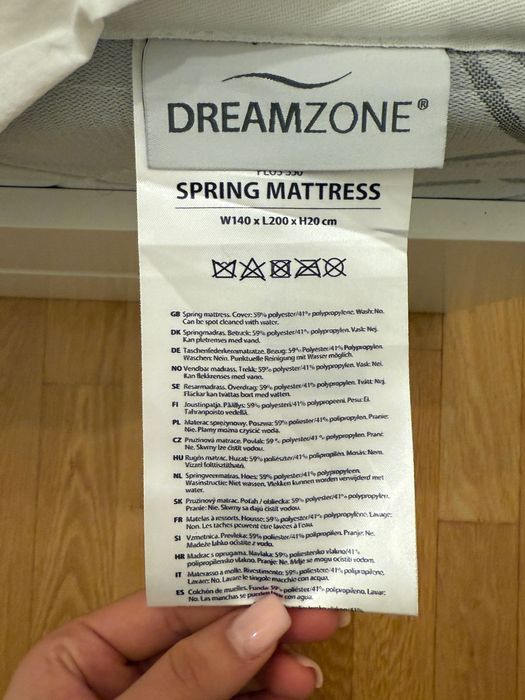 DREAMZONE®
SPRING MATTRESS
W140 x L200 x H20 cm
GB Spring mattress. Cover: 59% polyester/41% polypropylene. Wash: No.
Can be spot cleaned with water.
DK Springmadras. Betræk: 59% polyester/41% polypropylen. Vask: Nej.
Kan pletrenses med vand.
DE Taschenfederkernmatratze. Bezug: 59% Polyester/41% Polypropylen.
Waschen: Nein. Punktuelle Reinigung mit Wasser möglich.
NO Vendbar madrass. Trekk: 59% polyester/41% polypropylen. Vask: Nei.
Kan flekkrenses med vann.
SE Resårmadrass. Överdrag: 59% polyester/41% polypropylen. Tvätt: Nej.
Fläckar kan tvättas bort med vatten.
FI Joustinpatja. Päällys: 59% polyesteri/41% polypropeeni. Pesu: Ei.
Tahranpoisto vedellä.
PL Materac sprężynowy. Poszwa: 59% poliester/41% polipropylen. Pranie:
Nie. Plamy można czyścić wodą.
CZ Pružinová matrace. Povlak: 59 % polyester/41 % polypropylen. Praní:
Ne. Skvrny lze čistit vodou.
HU Rugós matrac. Huzat: 59% poliészter/41% polipropilén. Mosás: Nem.
Vízzel folttisztítható.
NL Springveermatras. Hoes: 59% polyester/41% polypropyleen.
Wasinstructie: Niet wassen. Vlekken kunnen worden verwijderd met
water.
SK Pružinový matrac. Poťah / obliečka: 59% polyester/41% polypropylén.
Pranie: Nie. Škvrny sa dajú čistiť vodou.
FR Matelas à ressorts. Housse: 59% polyester/41% polypropylène. Lavage:
Non. Les taches peuvent être lavées à l'eau.
SI Vzmetnica. Prevleka: 59% poliester/41% polipropilen. Pranje: Ne.
Madeže lahko očistite z vodo.
HR Madrac s oprugama. Navlaka: 59% poliestersko vlakno/41%
polipropilensko vlakno. Pranje: Ne. Mrlje se mogu očistiti vodom.
IT Materasso a molle. Rivestimento: 59% poliestere/41% polipropilene.
Lavare: No. Lavare le singole macchie con acqua.
ES Colchón de muelles. Funda: 59% poliéster/41% polipropileno. Lavar:
No. Las manchas se pueden lavar con agua.